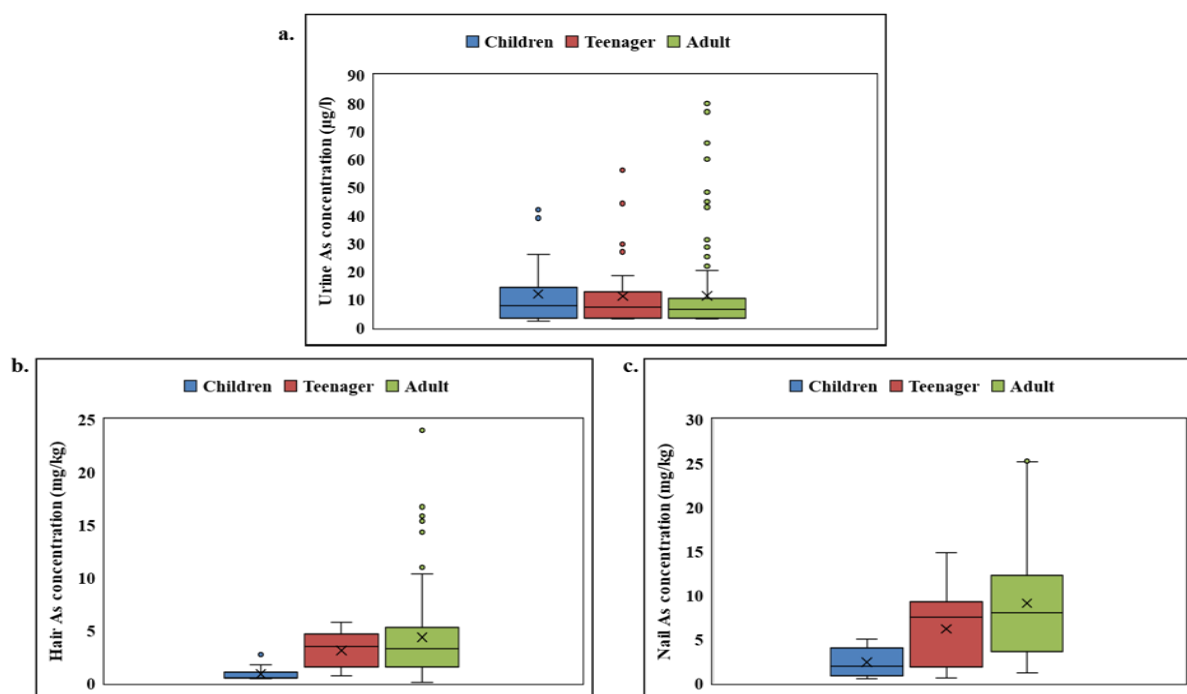 a.
Children Teenager Adult
Urine As concentration (µg/l)
90
80
70
60
50
40
30
20
10
0
b.
Children Teenager Adult
Hair As concentration (mg/kg)
25
20
15
10
5
0
c.
Children Teenager Adult
Nail As concentration (mg/kg)
30
25
20
15
10
5
0